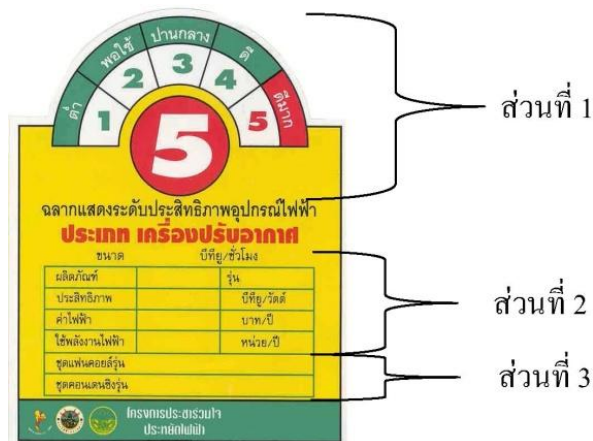 ต่ำ พอใช้ ปานกลาง ดี ดีมาก
1 2 3 4 5
5
ส่วนที่ 1
ฉลากแสดงระดับประสิทธิภาพอุปกรณ์ไฟฟ้า
ประเภท เครื่องปรับอากาศ
ขนาด บีทียู/ชั่วโมง
ผลิตภัณฑ์ รุ่น
ประสิทธิภาพ บีทียู/วัตต์
ค่าไฟฟ้า บาท/ปี
ใช้พลังงานไฟฟ้า หน่วย/ปี
ส่วนที่ 2
ชุดแฟนคอยล์รุ่น
ชุดคอนเดนซิ่งรุ่น
ส่วนที่ 3
โครงการประชาร่วมใจ
ประหยัดไฟฟ้า